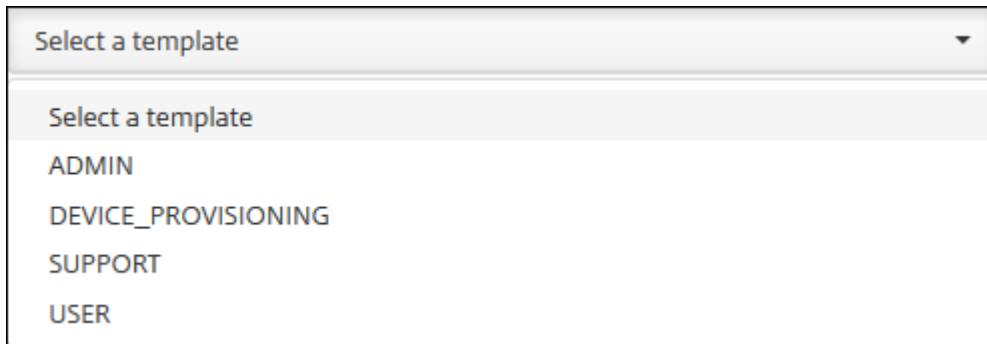 Select a template
Select a template
ADMIN
DEVICE_PROVISIONING
SUPPORT
USER